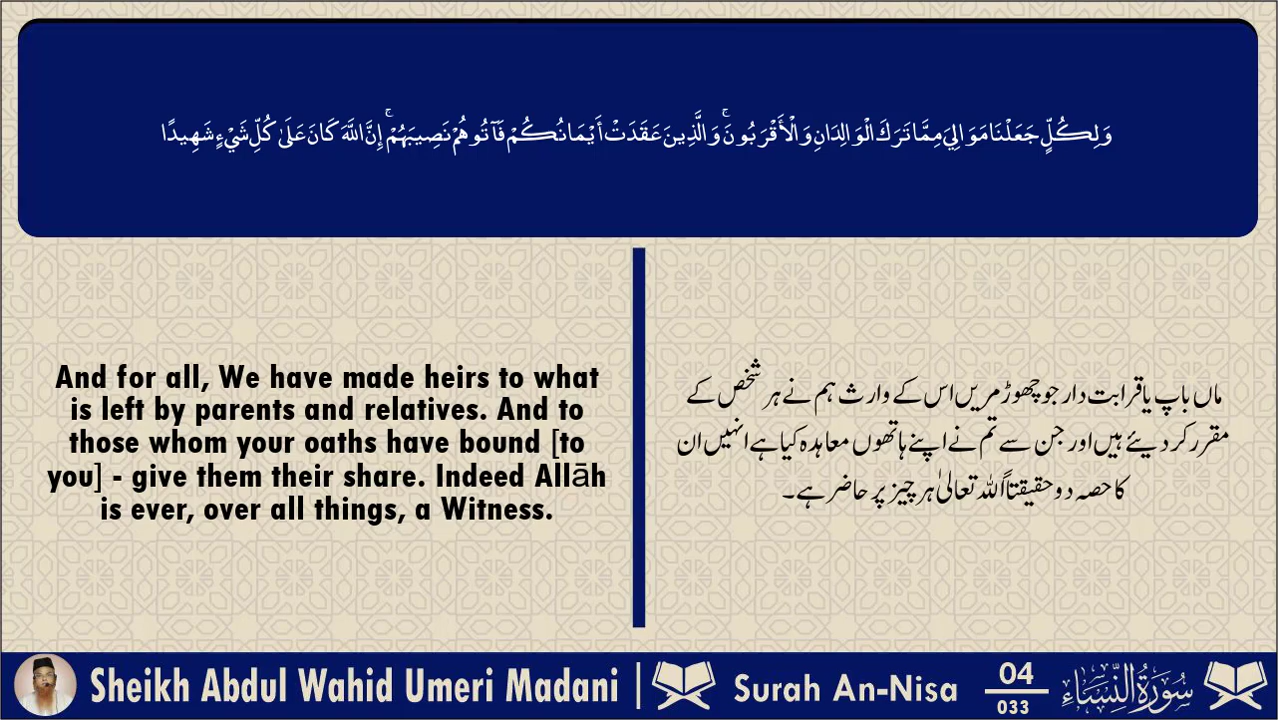 وَلِكُلٍّ جَعَلْنَا مَوَالِيَ مِمَّا تَرَكَ الْوَالِدَانِ وَالْأَقْرَبُونَ ۚ وَالَّذِينَ عَقَدَتْ أَيْمَانُكُمْ فَآتُوهُمْ نَصِيبَهُمْ ۚ إِنَّ اللَّهَ كَانَ عَلَىٰ كُلِّ شَيْءٍ شَهِيدًا
And for all, We have made heirs to what
is left by parents and relatives. And to
those whom your oaths have bound [to
you] - give them their share. Indeed Allāh
is ever, over all things, a Witness.
ماں باپ یا قرابت دار جو چھوڑ مریں اس کے وارث ہم نے ہر شخص کے
مقرر کر دیئے ہیں اور جن سے تم نے اپنے ہاتھوں معاہدہ کیا ہے انہیں ان
کا حصہ دو حقیقتاً اللہ تعالیٰ ہر چیز پر حاضر ہے۔
Sheikh Abdul Wahid Umeri Madani |
Surah An-Nisa
04
033
سُورَةُ النِّسَاء